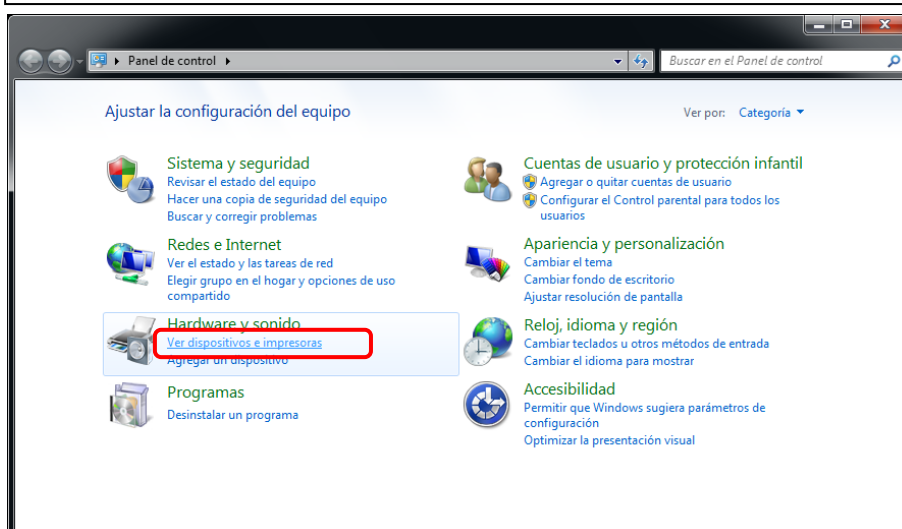 Panel de control
Buscar en el Panel de control
Ajustar la configuración del equipo
Ver por: Categoría
Sistema y seguridad
Revisar el estado del equipo
Hacer una copia de seguridad del equipo
Buscar y corregir problemas
Redes e Internet
Ver el estado y las tareas de red
Elegir grupo en el hogar y opciones de uso
compartido
Hardware y sonido
Ver dispositivos e impresoras
Agregar un dispositivo
Programas
Desinstalar un programa
Cuentas de usuario y protección infantil
Agregar o quitar cuentas de usuario
Configurar el Control parental para todos los
usuarios
Apariencia y personalización
Cambiar el tema
Cambiar fondo de escritorio
Ajustar resolución de pantalla
Reloj, idioma y región
Cambiar teclados u otros métodos de entrada
Cambiar el idioma para mostrar
Accesibilidad
Permitir que Windows sugiera parámetros de
configuración
Optimizar la presentación visual